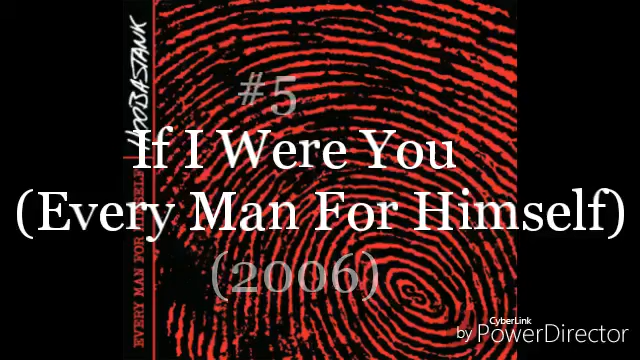 HOOBASTANK
EVERY MAN FOR HIMSELF
#5
If I Were You
(Every Man For Himself)
(2006)
CyberLink
by PowerDirector